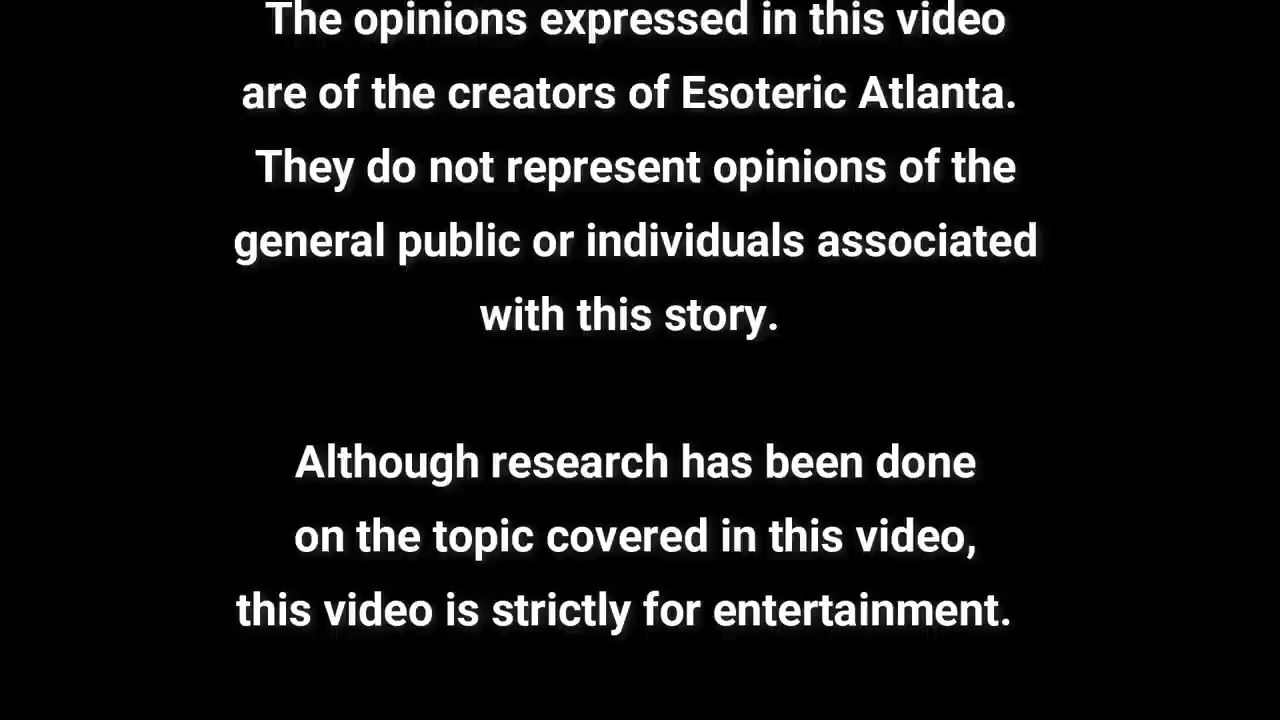 The opinions expressed in this video
are of the creators of Esoteric Atlanta.
They do not represent opinions of the
general public or individuals associated
with this story.
Although research has been done
on the topic covered in this video,
this video is strictly for entertainment.